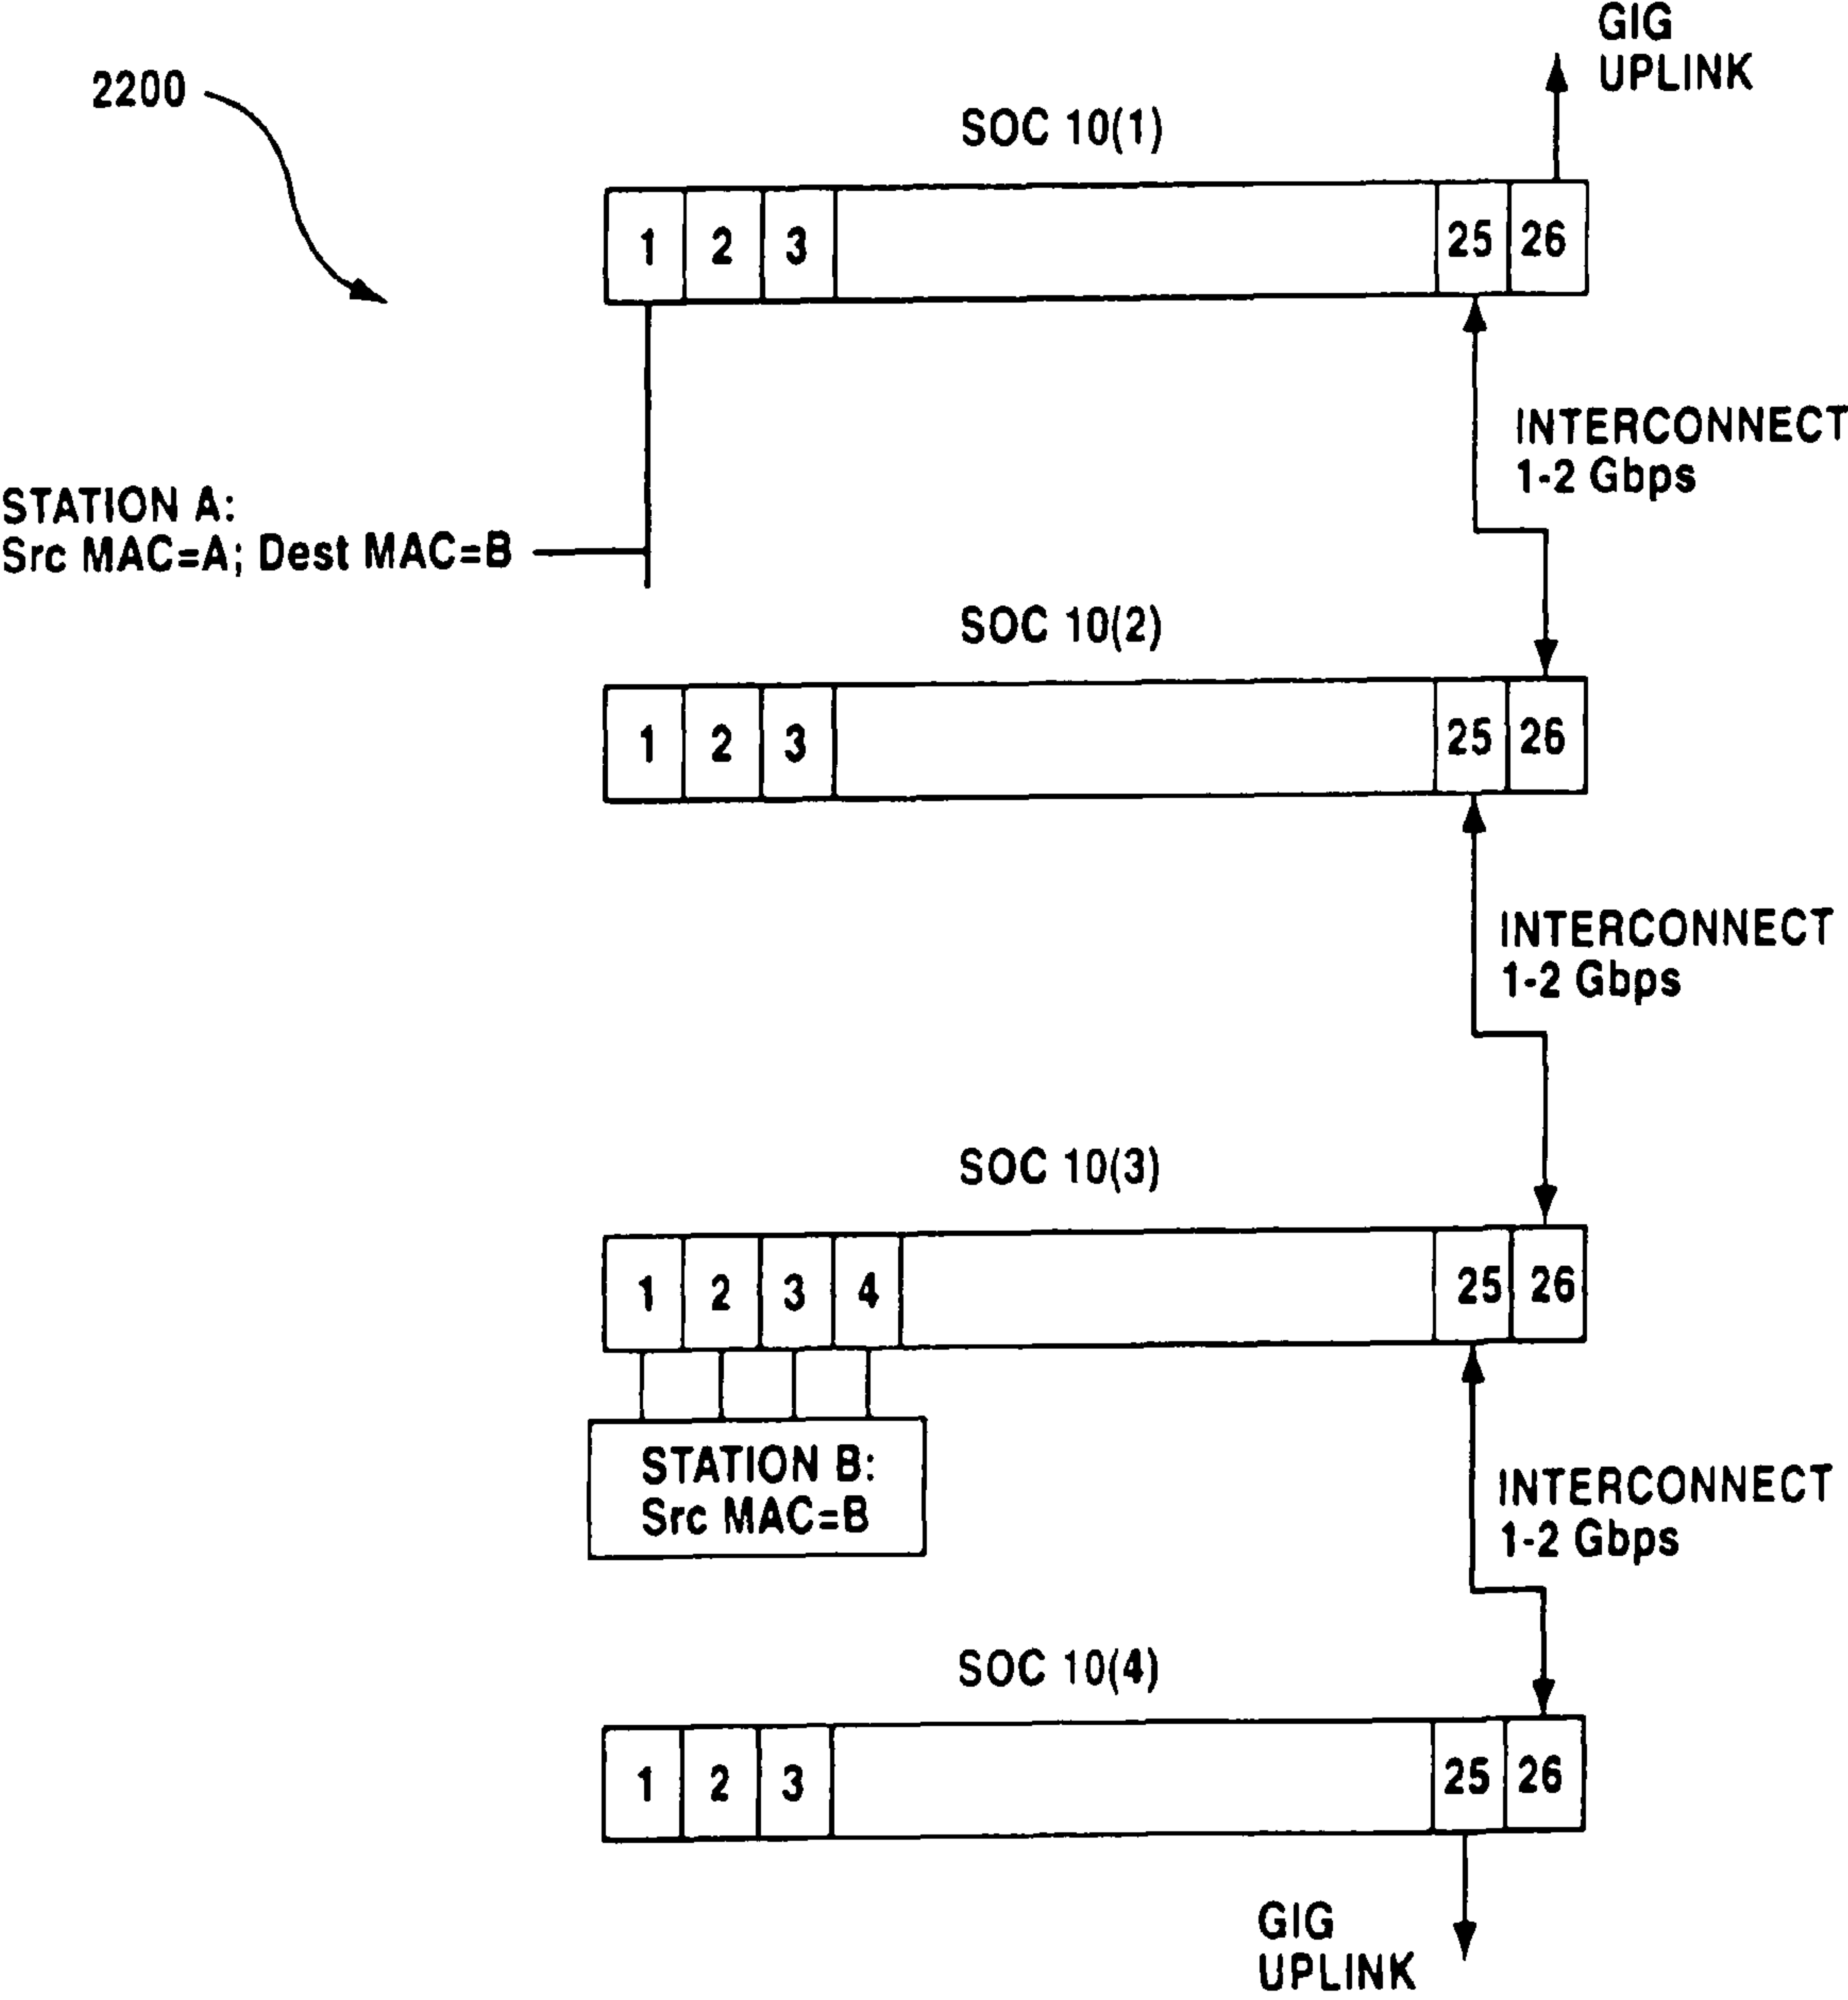 GIG
UPLINK
2200
SOC 10(1)
1 2 3 25 26
INTERCONNECT
1-2 Gbps
STATION A:
Src MAC=A; Dest MAC=B
SOC 10(2)
1 2 3 25 26
INTERCONNECT
1-2 Gbps
SOC 10(3)
1 2 3 4 25 26
STATION B:
Src MAC=B
INTERCONNECT
1-2 Gbps
SOC 10(4)
1 2 3 25 26
GIG
UPLINK